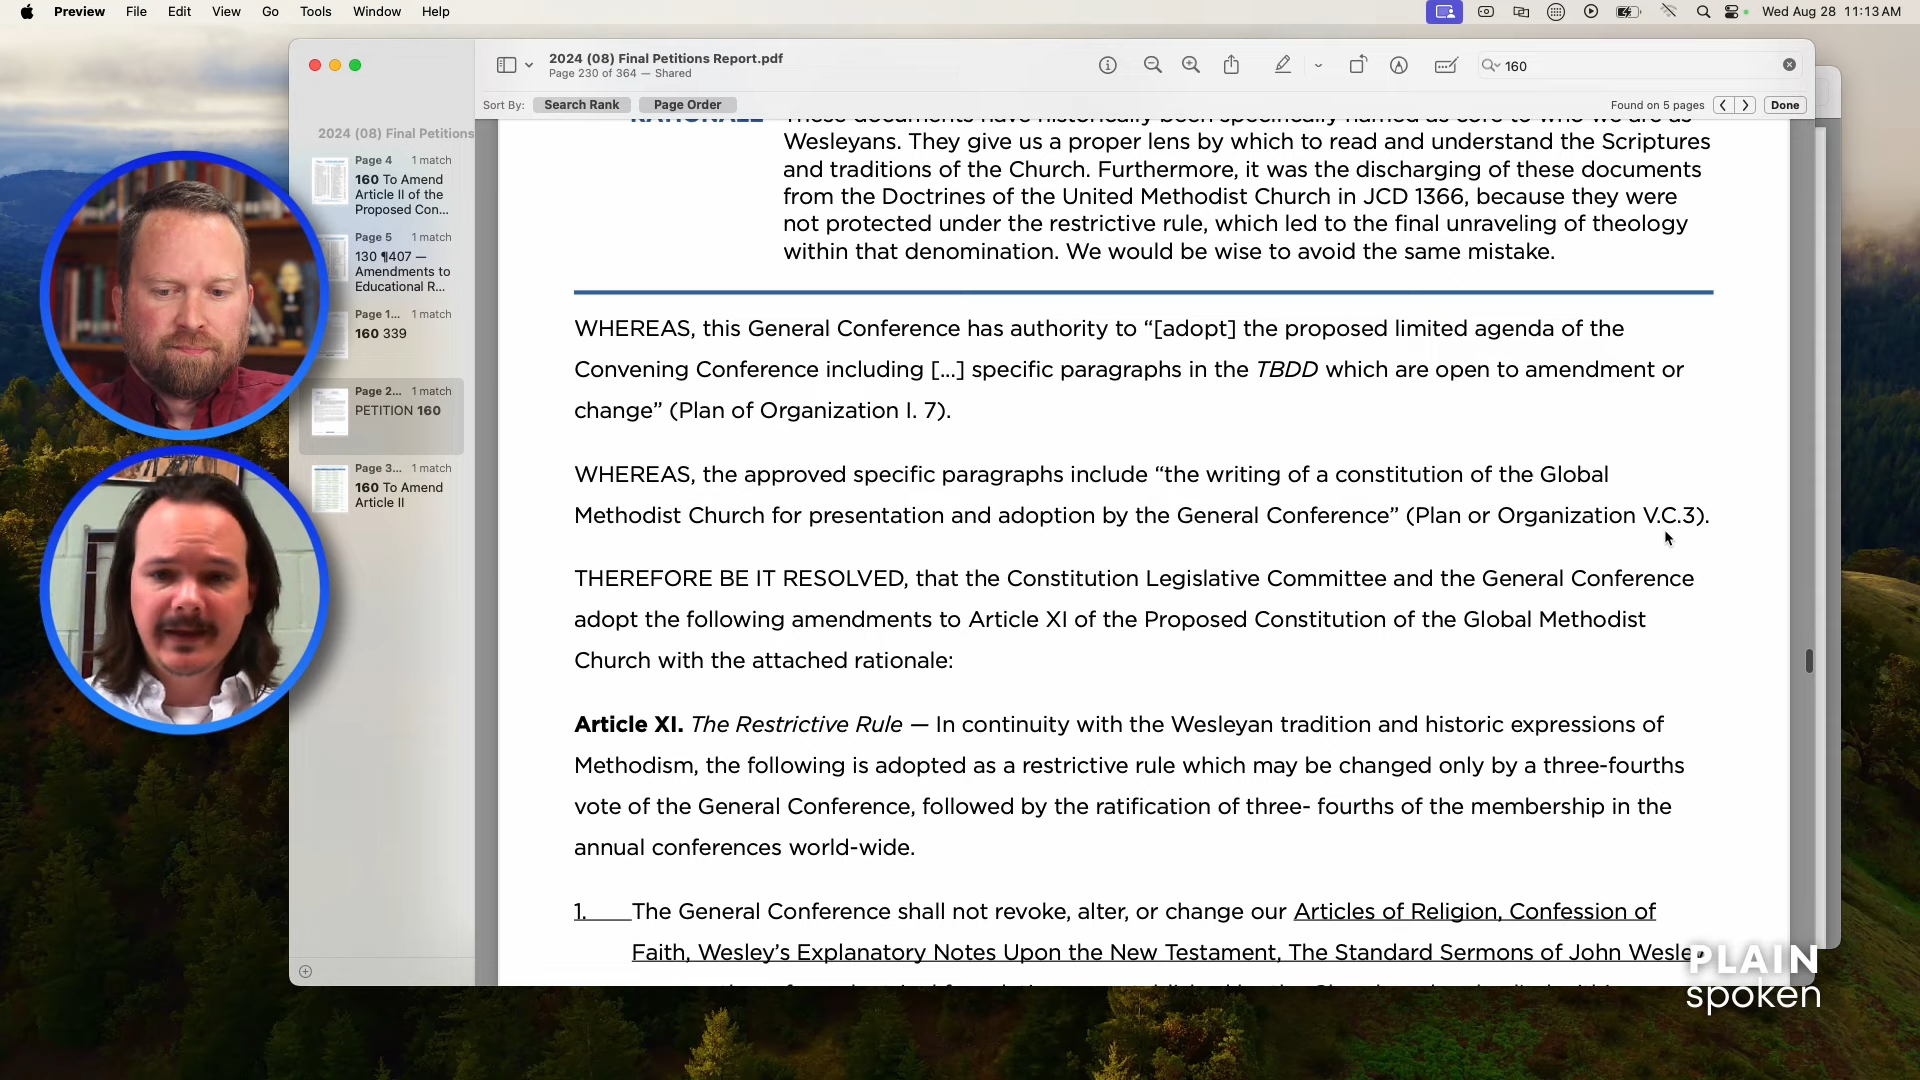 Preview File Edit View Go Tools Window Help Wed Aug 28 11:13 AM
2024 (08) Final Petitions Report.pdf
Page 230 of 364 — Shared
160
Sort By: Search Rank Page Order Found on 5 pages Done
2024 (08) Final Petitions
Page 4 1 match
160 To Amend
Article II of the
Proposed Con...
Page 5 1 match
130 ¶407 —
Amendments to
Educational R...
Page 1... 1 match
160 339
Page 2... 1 match
PETITION 160
Page 3... 1 match
160 To Amend
Article II
RATIONALE These documents have historically been specifically named as core to who we are as
Wesleyans. They give us a proper lens by which to read and understand the Scriptures
and traditions of the Church. Furthermore, it was the discharging of these documents
from the Doctrines of the United Methodist Church in JCD 1366, because they were
not protected under the restrictive rule, which led to the final unraveling of theology
within that denomination. We would be wise to avoid the same mistake.
WHEREAS, this General Conference has authority to “[adopt] the proposed limited agenda of the
Convening Conference including [...] specific paragraphs in the TBDD which are open to amendment or
change” (Plan of Organization I. 7).
WHEREAS, the approved specific paragraphs include “the writing of a constitution of the Global
Methodist Church for presentation and adoption by the General Conference” (Plan or Organization V.C.3).
THEREFORE BE IT RESOLVED, that the Constitution Legislative Committee and the General Conference
adopt the following amendments to Article XI of the Proposed Constitution of the Global Methodist
Church with the attached rationale:
Article XI. The Restrictive Rule — In continuity with the Wesleyan tradition and historic expressions of
Methodism, the following is adopted as a restrictive rule which may be changed only by a three-fourths
vote of the General Conference, followed by the ratification of three- fourths of the membership in the
annual conferences world-wide.
1. The General Conference shall not revoke, alter, or change our Articles of Religion, Confession of
Faith, Wesley’s Explanatory Notes Upon the New Testament, The Standard Sermons of John Wesley
PLAIN
spoken